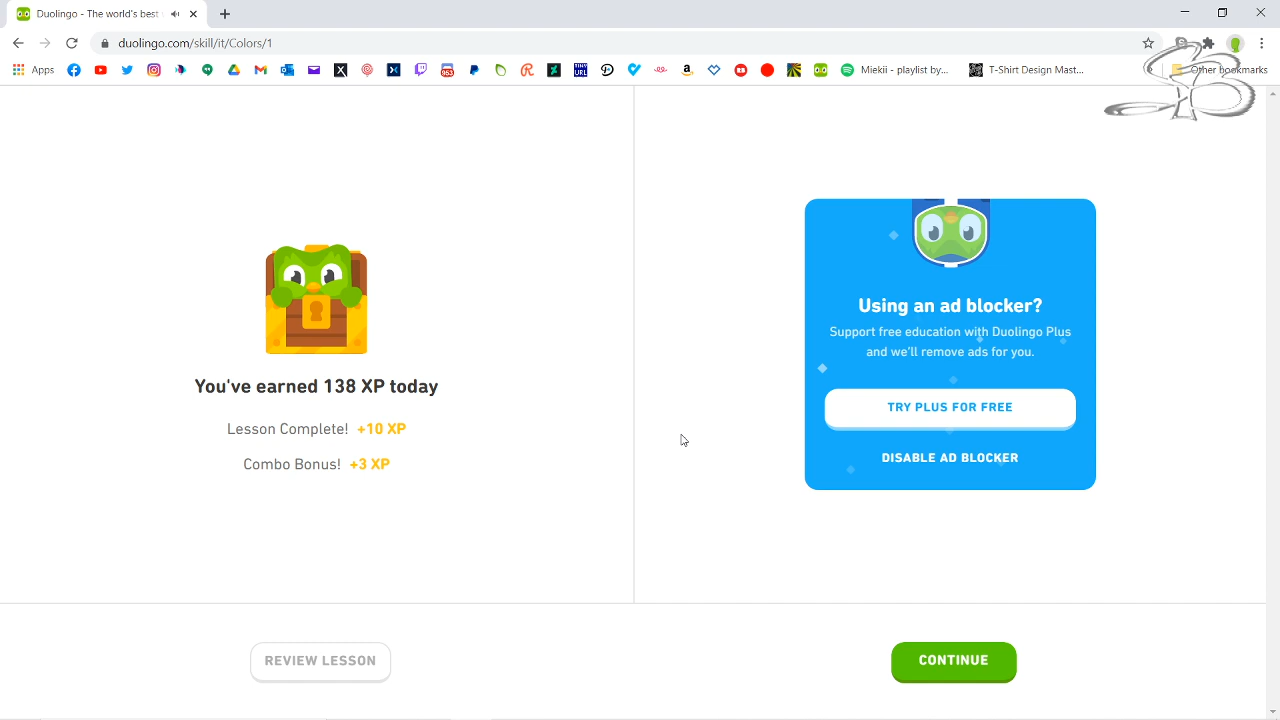 Duolingo - The world's best
duolingo.com/skill/it/Colors/1
Apps
953
TINY
URL
Miekii - playlist by...
T-Shirt Design Mast...
Other bookmarks
You've earned 138 XP today
Lesson Complete! +10 XP
Combo Bonus! +3 XP
Using an ad blocker?
Support free education with Duolingo Plus
and we'll remove ads for you.
TRY PLUS FOR FREE
DISABLE AD BLOCKER
REVIEW LESSON
CONTINUE